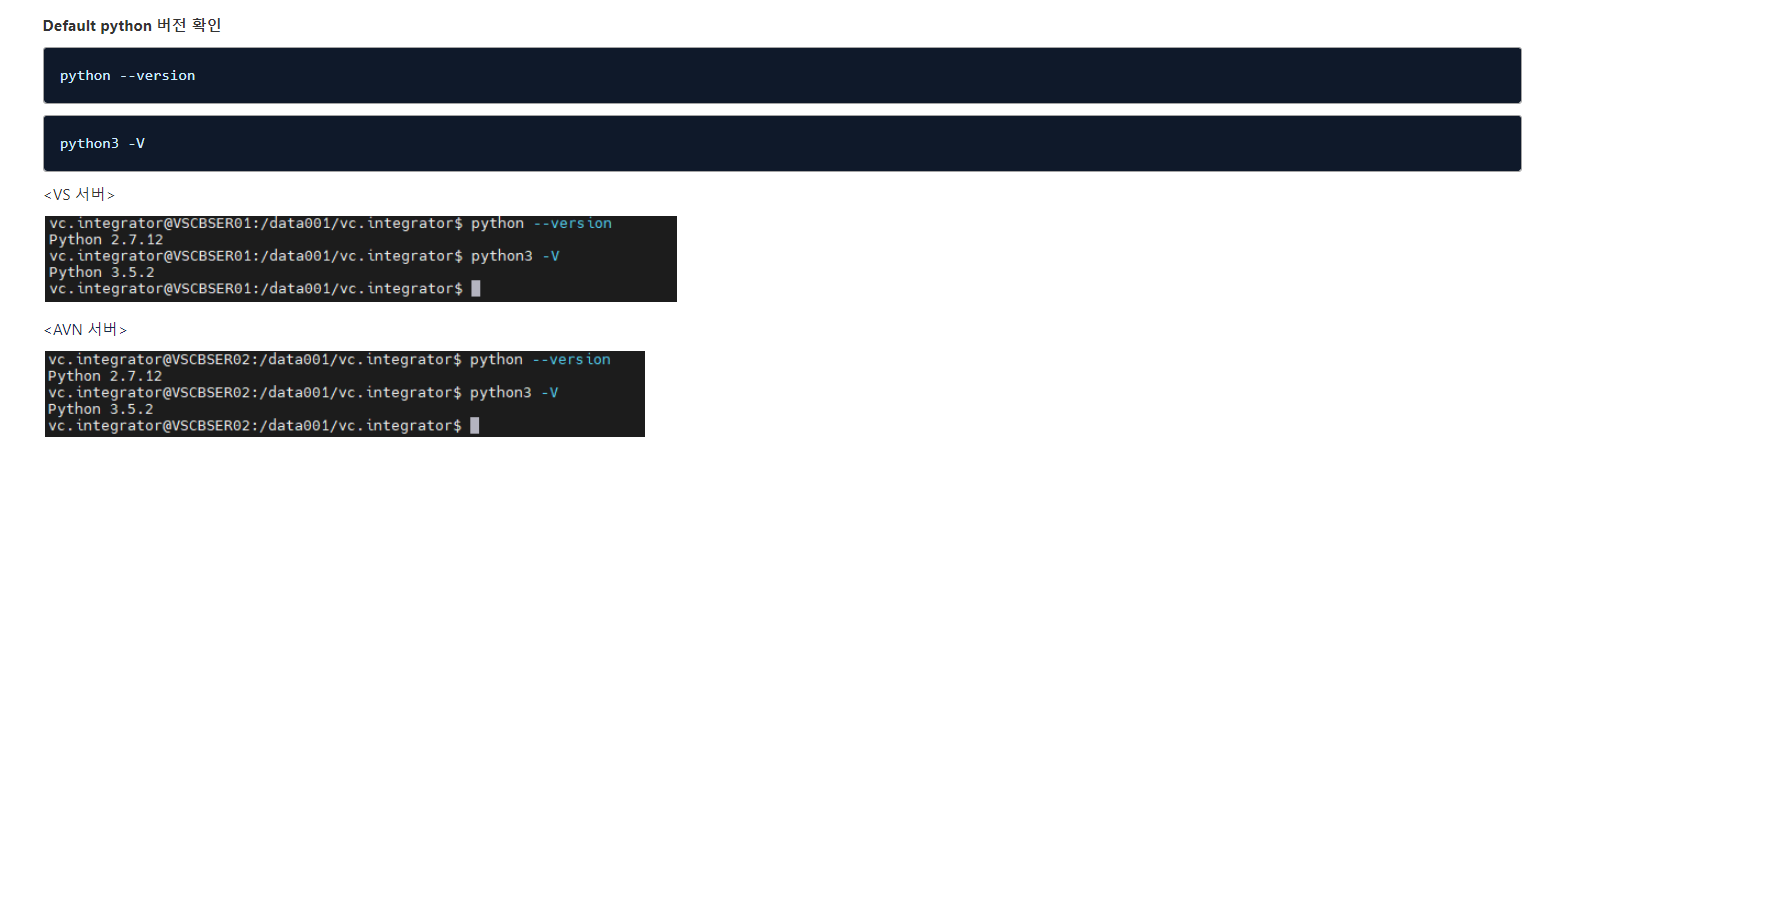 Default python 버전 확인
python --version
python3 -V
<VS 서버>
vc.integrator@VSCBSER01:/data001/vc.integrator$ python --version
Python 2.7.12
vc.integrator@VSCBSER01:/data001/vc.integrator$ python3 -V
Python 3.5.2
vc.integrator@VSCBSER01:/data001/vc.integrator$
<AVN 서버>
vc.integrator@VSCBSER02:/data001/vc.integrator$ python --version
Python 2.7.12
vc.integrator@VSCBSER02:/data001/vc.integrator$ python3 -V
Python 3.5.2
vc.integrator@VSCBSER02:/data001/vc.integrator$